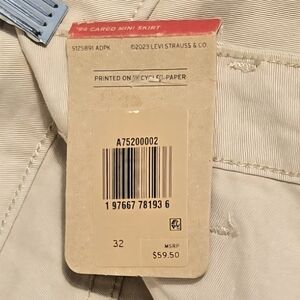 '94 CARGO MINI SKIRT
S125891 ADPK ©2023 LEVI STRAUSS & CO
PRINTED ON RECYCLED PAPER
A75200002
1 97667 78193 6
32
MSRP
$59.50